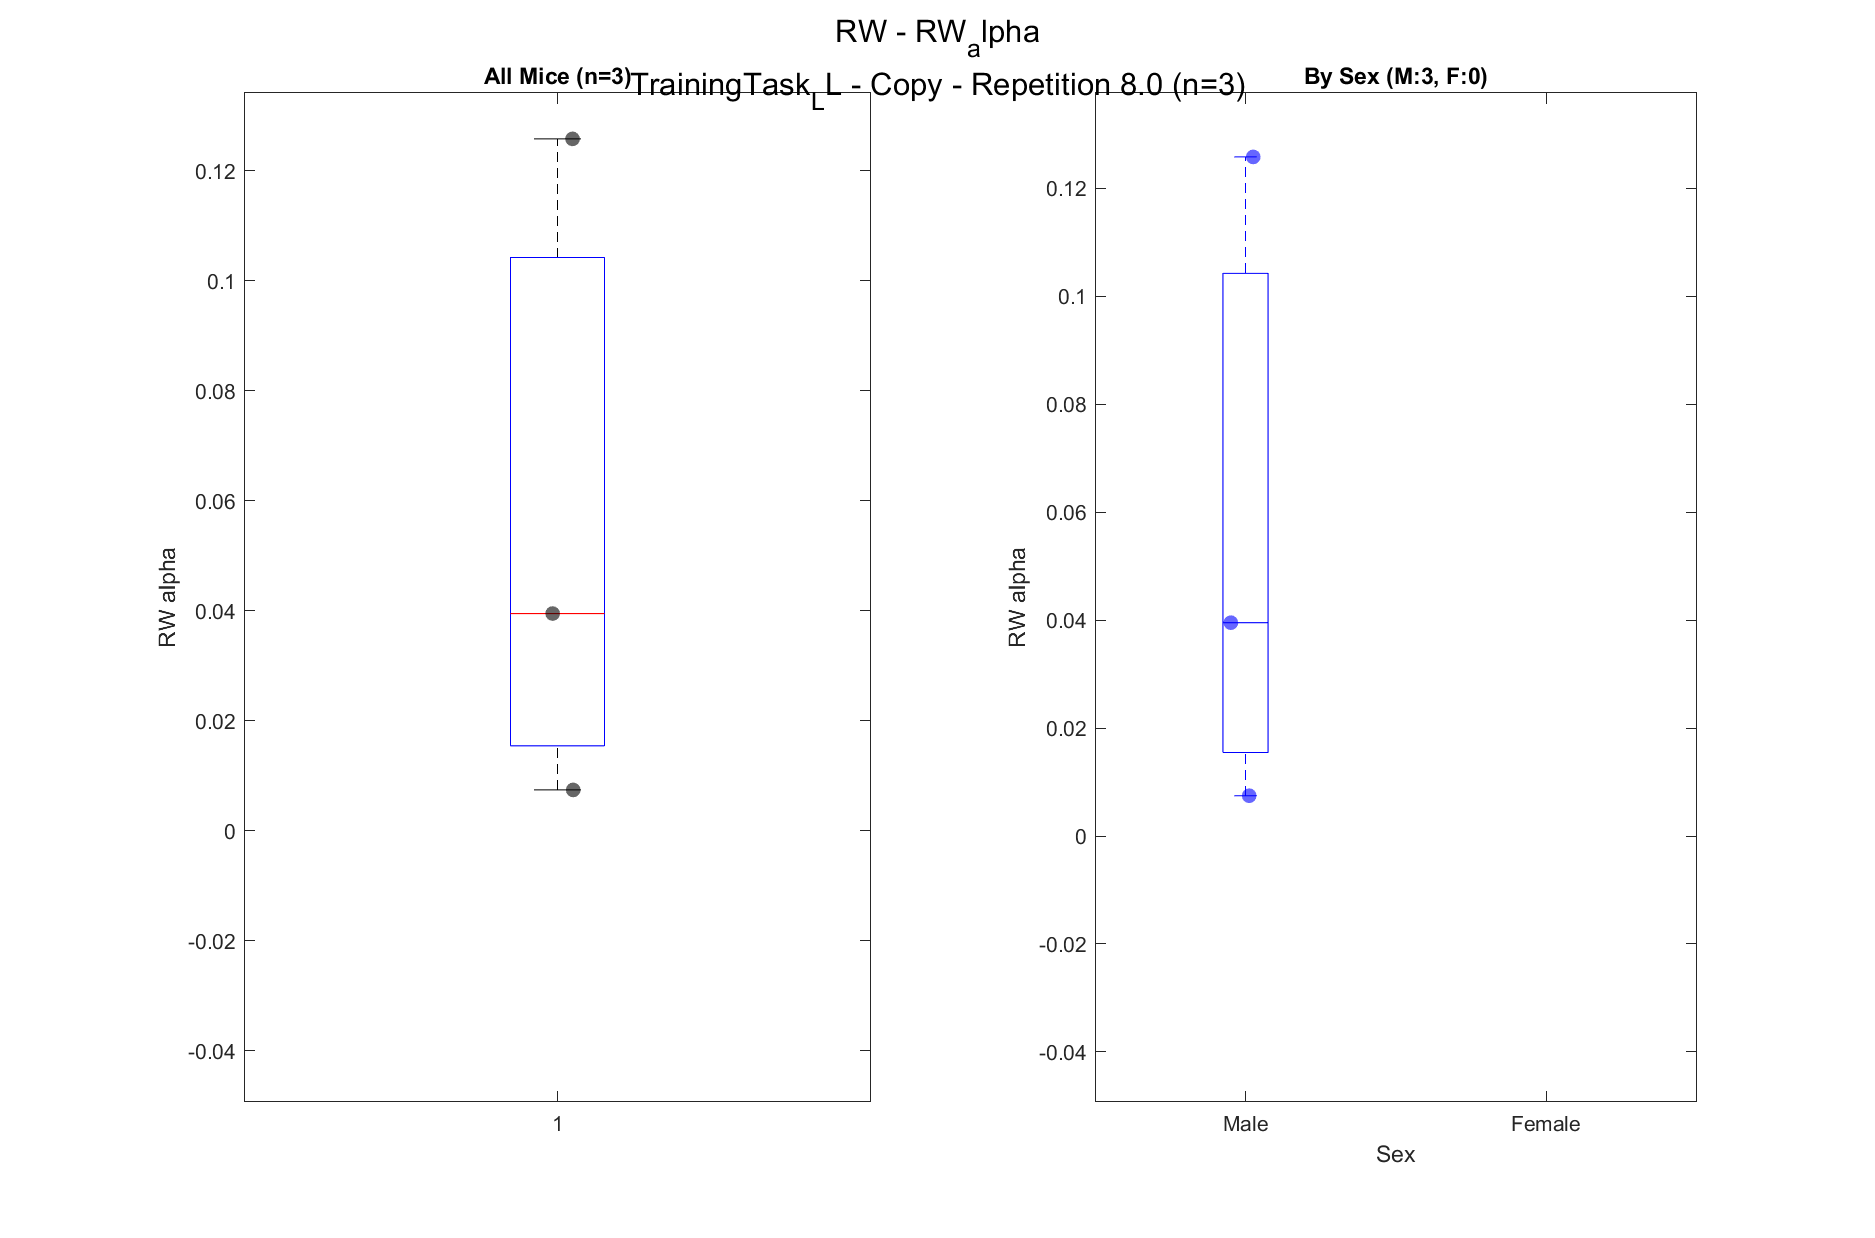 RW - RWalpha
TrainingTaskLL - Copy - Repetition 8.0 (n=3)
All Mice (n=3)
0.12
0.1
0.08
0.06
0.04
0.02
0
-0.02
-0.04
RW alpha
1
By Sex (M:3, F:0)
0.12
0.1
0.08
0.06
0.04
0.02
0
-0.02
-0.04
RW alpha
Male Female
Sex